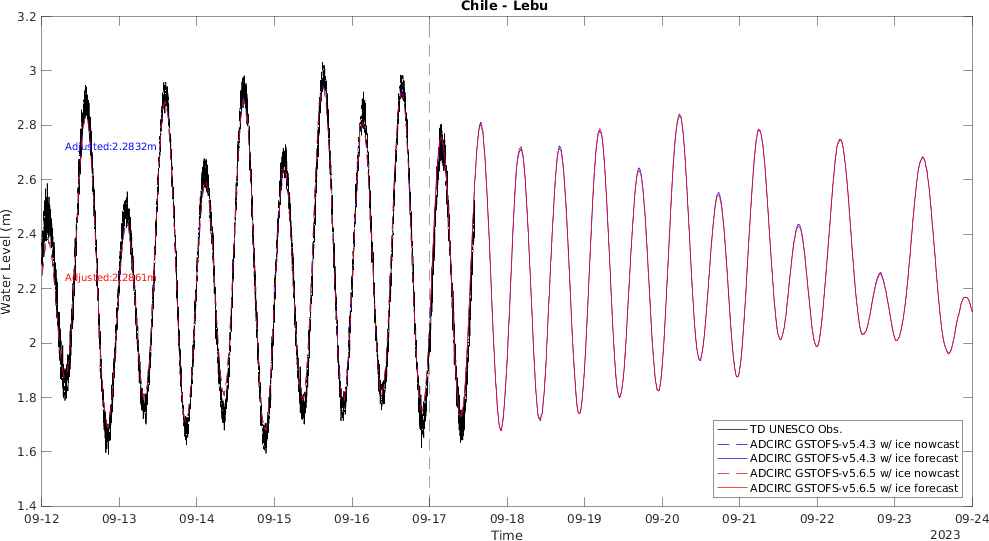 Chile - Lebu
3.2
3
2.8
2.6
2.4
2.2
2
1.8
1.6
1.4
Water Level (m)
Adjusted:2.2832m
Adjusted:2.2861m
TD UNESCO Obs.
ADCIRC GSTOFS-v5.4.3 w/ ice nowcast
ADCIRC GSTOFS-v5.4.3 w/ ice forecast
ADCIRC GSTOFS-v5.6.5 w/ ice nowcast
ADCIRC GSTOFS-v5.6.5 w/ ice forecast
09-12 09-13 09-14 09-15 09-16 09-17 09-18 09-19 09-20 09-21 09-22 09-23 09-24
Time
2023